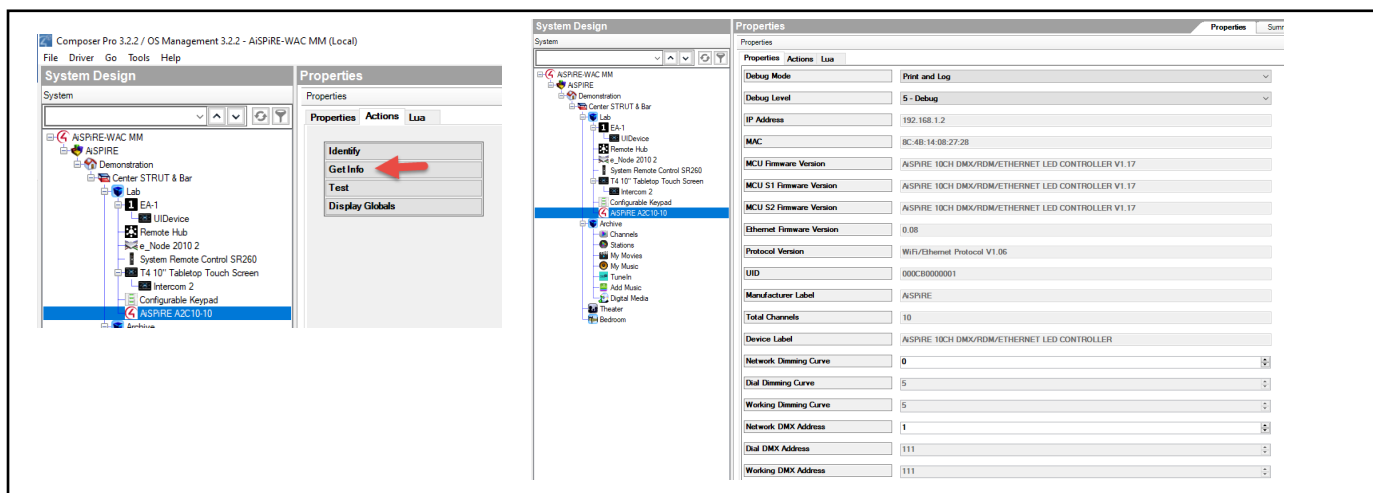 Composer Pro 3.2.2 / OS Management 3.2.2 - AiSPiRE-WAC MM (Local)
File Driver Go Tools Help
System Design
Properties
System
Properties
Properties Actions Lua
AiSPiRE-WAC MM
AiSPIRE
Demonstration
Center STRUT & Bar
Lab
1 EA-1
UIDevice
Remote Hub
e_Node 2010 2
System Remote Control SR260
T4 10" Tabletop Touch Screen
Intercom 2
Configurable Keypad
AiSPiRE A2C10-10
Archive
Identify
Get Info
Test
Display Globals
System Design
Properties
Properties
Summ
System
Properties
Properties Actions Lua
AiSPiRE-WAC MM
AiSPIRE
Demonstration
Center STRUT & Bar
Lab
1 EA-1
UIDevice
Remote Hub
e_Node 2010 2
System Remote Control SR260
T4 10" Tabletop Touch Screen
Intercom 2
Configurable Keypad
AiSPiRE A2C10-10
Archive
Channels
Stations
My Movies
My Music
TuneIn
Add Music
Digital Media
Theater
Bedroom
Debug Mode Print and Log
Debug Level 5 - Debug
IP Address 192.168.1.2
MAC 8C:4B:14:08:27:28
MCU Firmware Version AiSPiRE 10CH DMX/RDM/ETHERNET LED CONTROLLER V1.17
MCU S1 Firmware Version AiSPiRE 10CH DMX/RDM/ETHERNET LED CONTROLLER V1.17
MCU S2 Firmware Version AiSPiRE 10CH DMX/RDM/ETHERNET LED CONTROLLER V1.17
Ethernet Firmware Version 0.08
Protocol Version WiFi/Ethernet Protocol V1.06
UID 000CB0000001
Manufacturer Label AiSPiRE
Total Channels 10
Device Label AiSPiRE 10CH DMX/RDM/ETHERNET LED CONTROLLER
Network Dimming Curve 0
Dial Dimming Curve 5
Working Dimming Curve 5
Network DMX Address 1
Dial DMX Address 111
Working DMX Address 111